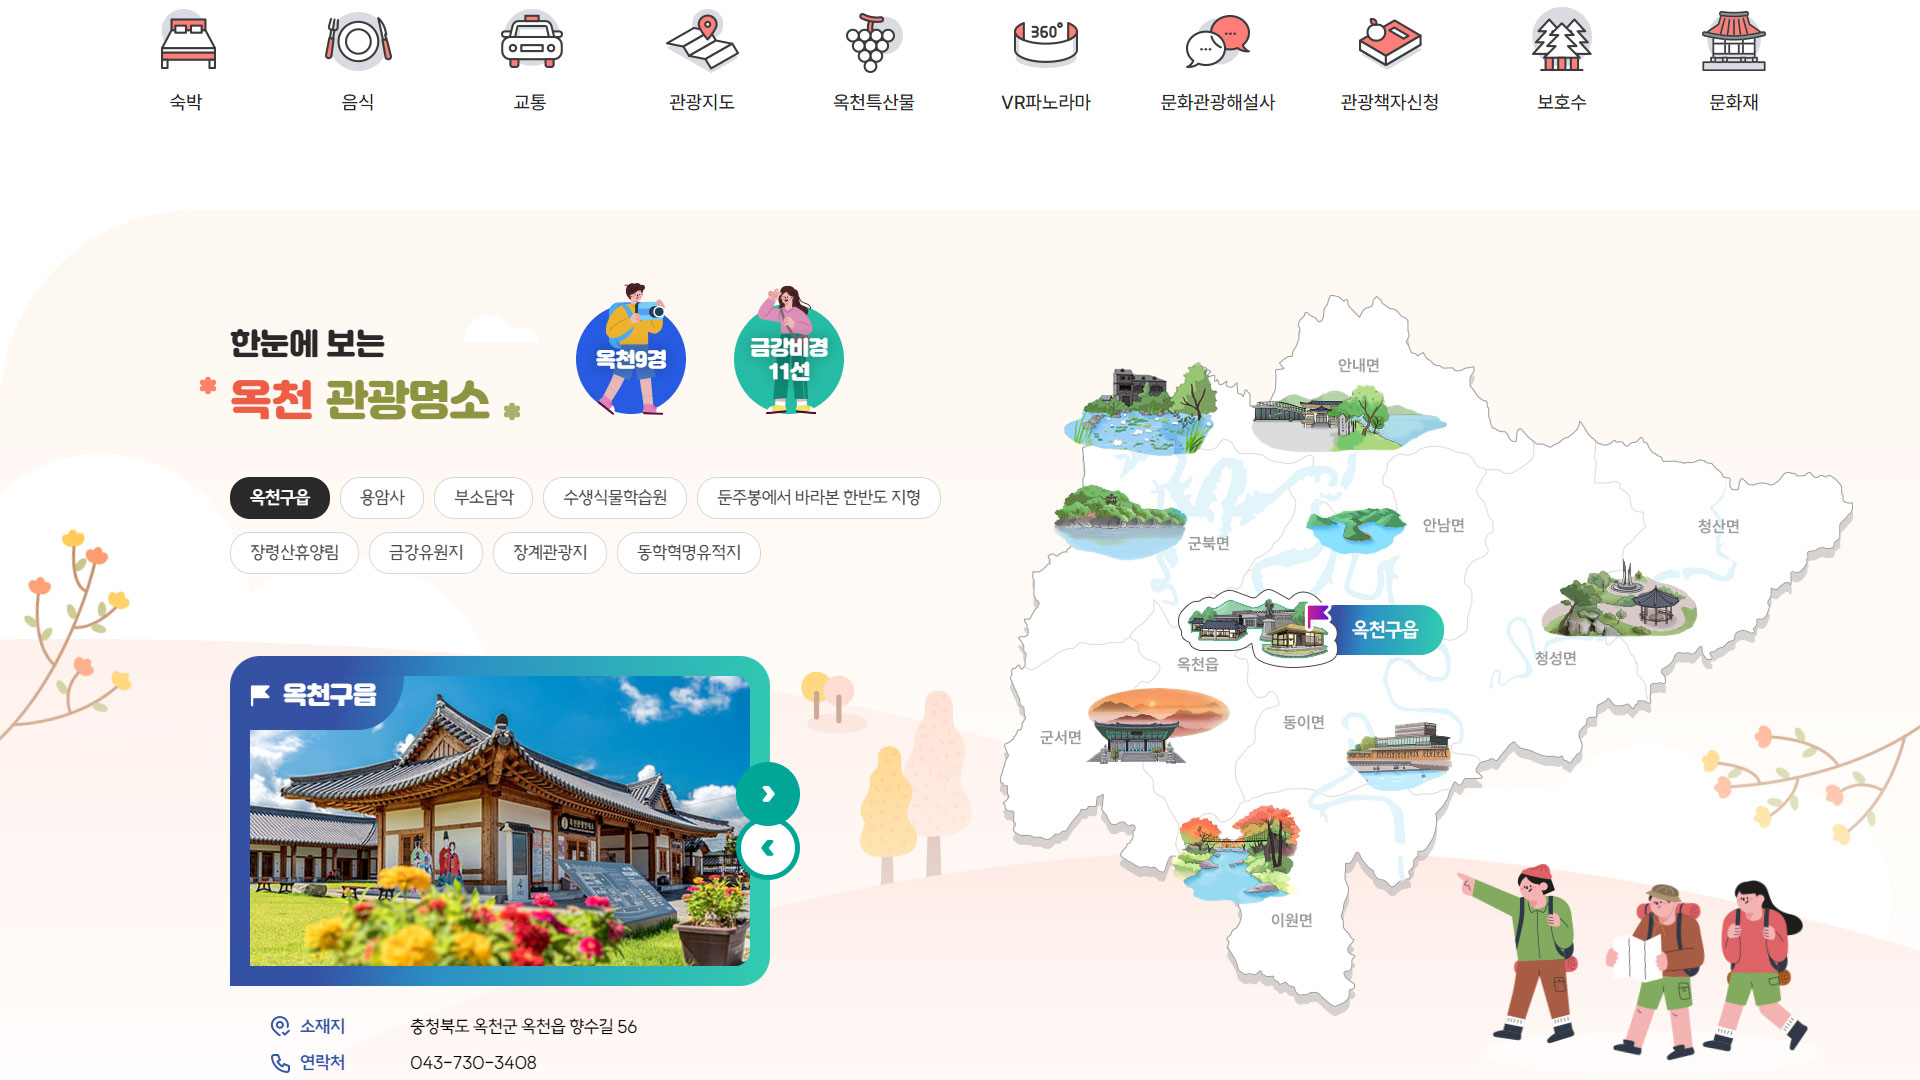 숙박
음식
교통
관광지도
옥천특산물
360°
VR파노라마
문화관광해설사
관광책자신청
보호수
문화재
한눈에 보는
옥천 관광명소
옥천9경
금강비경
11선
옥천구읍
용암사
부소담악
수생식물학습원
둔주봉에서 바라본 한반도 지형
장령산휴양림
금강유원지
장계관광지
동학혁명유적지
옥천구읍
소재지
충청북도 옥천군 옥천읍 향수길 56
연락처
043-730-3408
안내면
군북면
안남면
청산면
옥천구읍
옥천읍
청성면
군서면
동이면
이원면